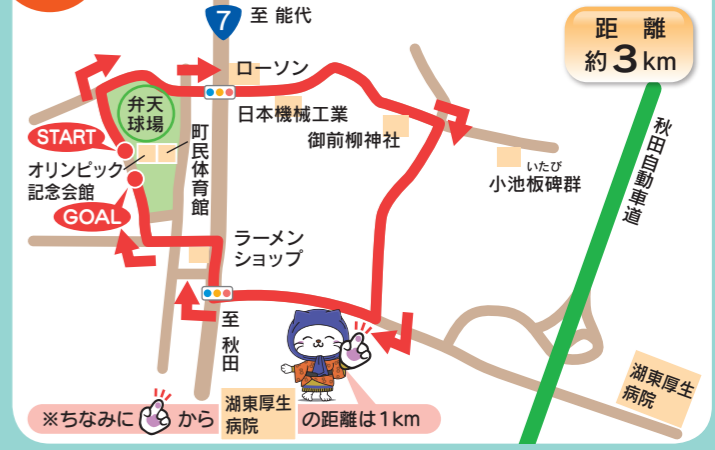 7
至 能代
距 離
約3km
ローソン
弁天
球場
日本機械工業
御前柳神社
START
町民体育館
オリンピック
記念会館
いたび
小池板碑群
秋田自動車道
GOAL
ラーメン
ショップ
至 秋田
湖東厚生
病院
※ちなみに から 湖東厚生病院 の距離は1km